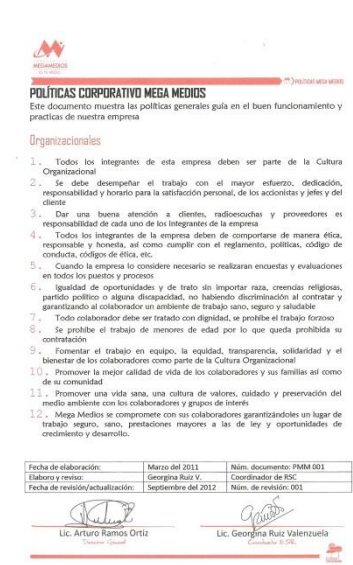 MEGAMEDIOS
POLÍTICAS MEGA MEDIOS
POLÍTICAS CORPORATIVO MEGA MEDIOS
Este documento muestra las políticas generales guía en el buen funcionamiento y
practicas de nuestra empresa
Organizacionales
1. Todos los integrantes de esta empresa deben ser parte de la Cultura
Organizacional
2. Se debe desempeñar el trabajo con el mayor esfuerzo, dedicación,
responsabilidad y horario para la satisfacción personal, de los accionistas y jefes y del
cliente
3. Dar una buena atención a clientes, radioescuchas y proveedores es
responsabilidad de cada uno de los integrantes de la empresa
4. Todos los integrantes de la empresa deben de comportarse de manera ética,
responsable y honesta, así como cumplir con el reglamento, políticas, código de
conducta, códigos de ética, etc.
5. Cuando la empresa lo considere necesario se realizaran encuestas y evaluaciones
en todos los puestos y procesos
6. Igualdad de oportunidades y de trato sin importar raza, creencias religiosas,
partido político o alguna discapacidad, no habiendo discriminación al contratar y
garantizando al colaborador un ambiente de trabajo sano, seguro y saludable
7. Todo colaborador debe ser tratado con dignidad, se prohíbe el trabajo forzoso
8. Se prohíbe el trabajo de menores de edad por lo que queda prohibida su
contratación
9. Fomentar el trabajo en equipo, la equidad, transparencia, solidaridad y el
bienestar de los colaboradores como parte de la Cultura Organizacional
10. Promover la mejor calidad de vida de los colaboradores y sus familias así como
de su comunidad
11. Promover una vida sana, una cultura de valores, cuidado y preservación del
medio ambiente con los colaboradores y grupos de interés
12. Mega Medios se compromete con sus colaboradores garantizándoles un lugar de
trabajo seguro, sano, prestaciones mayores a las de ley y oportunidades de
crecimiento y desarrollo.
Fecha de elaboración: Marzo del 2011 Núm. documento: PMM 001
Elaboro y reviso: Georgina Ruiz V. Coordinador de RSC
Fecha de revisión/actualización: Septiembre del 2012 Núm. de revisión: 001
Lic. Arturo Ramos Ortiz Lic. Georgina Ruiz Valenzuela
Director General Coordinador